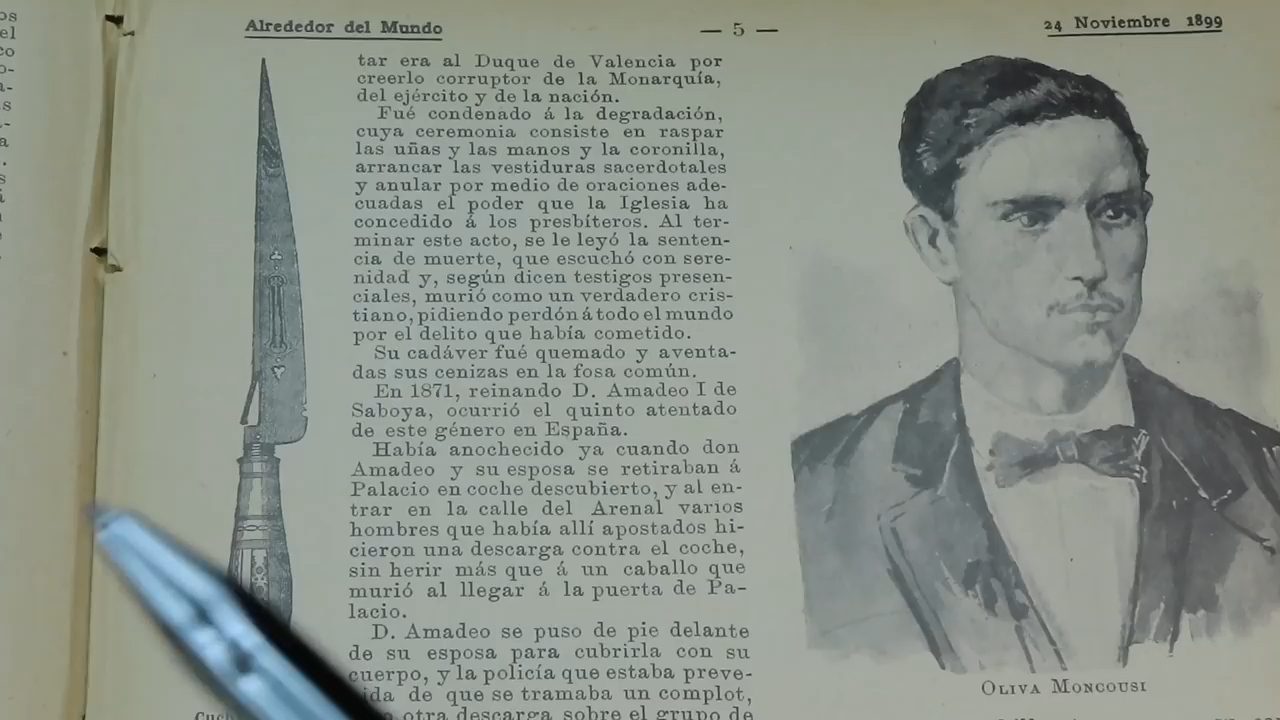 Alrededor del Mundo
— 5 —
24 Noviembre 1899
tar era al Duque de Valencia por
creerlo corruptor de la Monarquía,
del ejército y de la nación.
Fué condenado á la degradación,
cuya ceremonia consiste en raspar
las uñas y las manos y la coronilla,
arrancar las vestiduras sacerdotales
y anular por medio de oraciones ade-
cuadas el poder que la Iglesia ha
concedido á los presbíteros. Al ter-
minar este acto, se le leyó la senten-
cia de muerte, que escuchó con sere-
nidad y, según dicen testigos presen-
ciales, murió como un verdadero cris-
tiano, pidiendo perdón á todo el mundo
por el delito que había cometido.
Su cadáver fué quemado y aventa-
das sus cenizas en la fosa común.
En 1871, reinando D. Amadeo I de
Saboya, ocurrió el quinto atentado
de este género en España.
Había anochecido ya cuando don
Amadeo y su esposa se retiraban á
Palacio en coche descubierto, y al en-
trar en la calle del Arenal varios
hombres que había allí apostados hi-
cieron una descarga contra el coche,
sin herir más que á un caballo que
murió al llegar á la puerta de Pa-
lacio.
D. Amadeo se puso de pie delante
de su esposa para cubrirla con su
cuerpo, y la policía que estaba preve-
ida de que se tramaba un complot,
otra descarga sobre el grupo de
OLIVA MONCOUSI